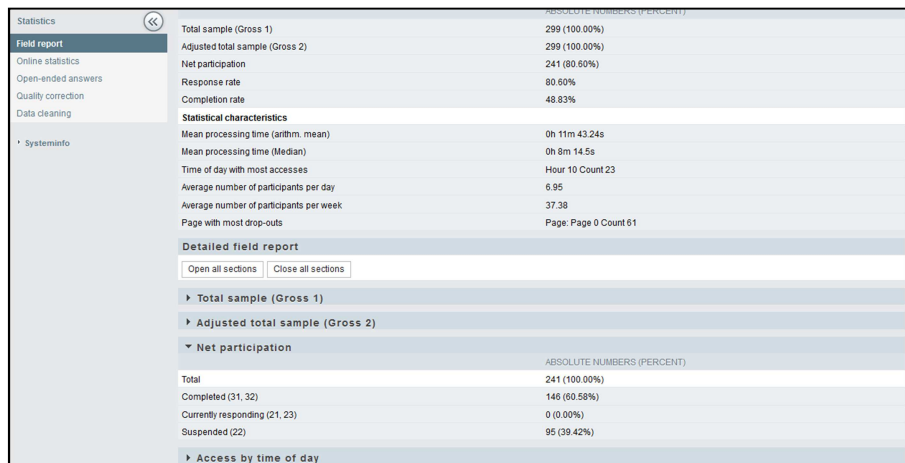 Statistics
Field report
Online statistics
Open-ended answers
Quality correction
Data cleaning
Systeminfo
ABSOLUTE NUMBERS (PERCENT)
Total sample (Gross 1) 299 (100.00%)
Adjusted total sample (Gross 2) 299 (100.00%)
Net participation 241 (80.60%)
Response rate 80.60%
Completion rate 48.83%
Statistical characteristics
Mean processing time (arithm. mean) 0h 11m 43.24s
Mean processing time (Median) 0h 8m 14.5s
Time of day with most accesses Hour 10 Count 23
Average number of participants per day 6.95
Average number of participants per week 37.38
Page with most drop-outs Page: Page 0 Count 61
Detailed field report
Open all sections Close all sections
Total sample (Gross 1)
Adjusted total sample (Gross 2)
Net participation
ABSOLUTE NUMBERS (PERCENT)
Total 241 (100.00%)
Completed (31, 32) 146 (60.58%)
Currently responding (21, 23) 0 (0.00%)
Suspended (22) 95 (39.42%)
Access by time of day